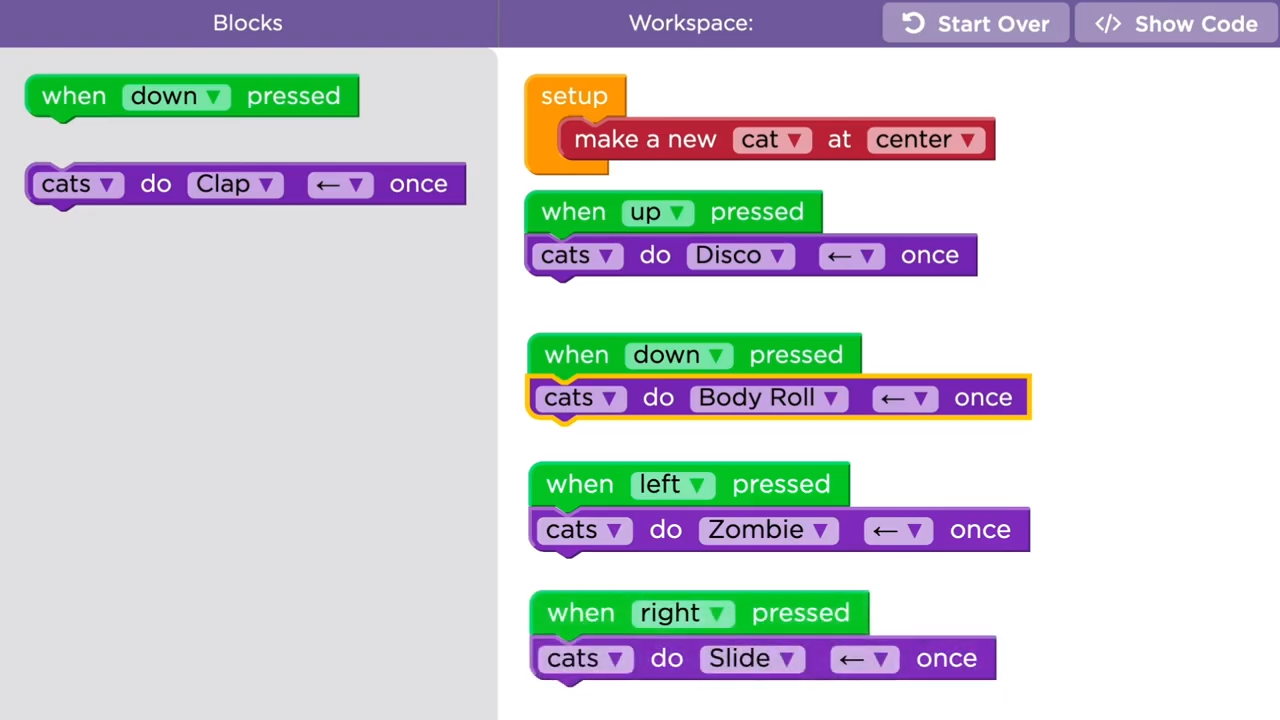 Blocks
Workspace:
Start Over
</> Show Code
when down ▼ pressed
cats ▼ do Clap ▼ ← ▼ once
setup
make a new cat ▼ at center ▼
when up ▼ pressed
cats ▼ do Disco ▼ ← ▼ once
when down ▼ pressed
cats ▼ do Body Roll ▼ ← ▼ once
when left ▼ pressed
cats ▼ do Zombie ▼ ← ▼ once
when right ▼ pressed
cats ▼ do Slide ▼ ← ▼ once